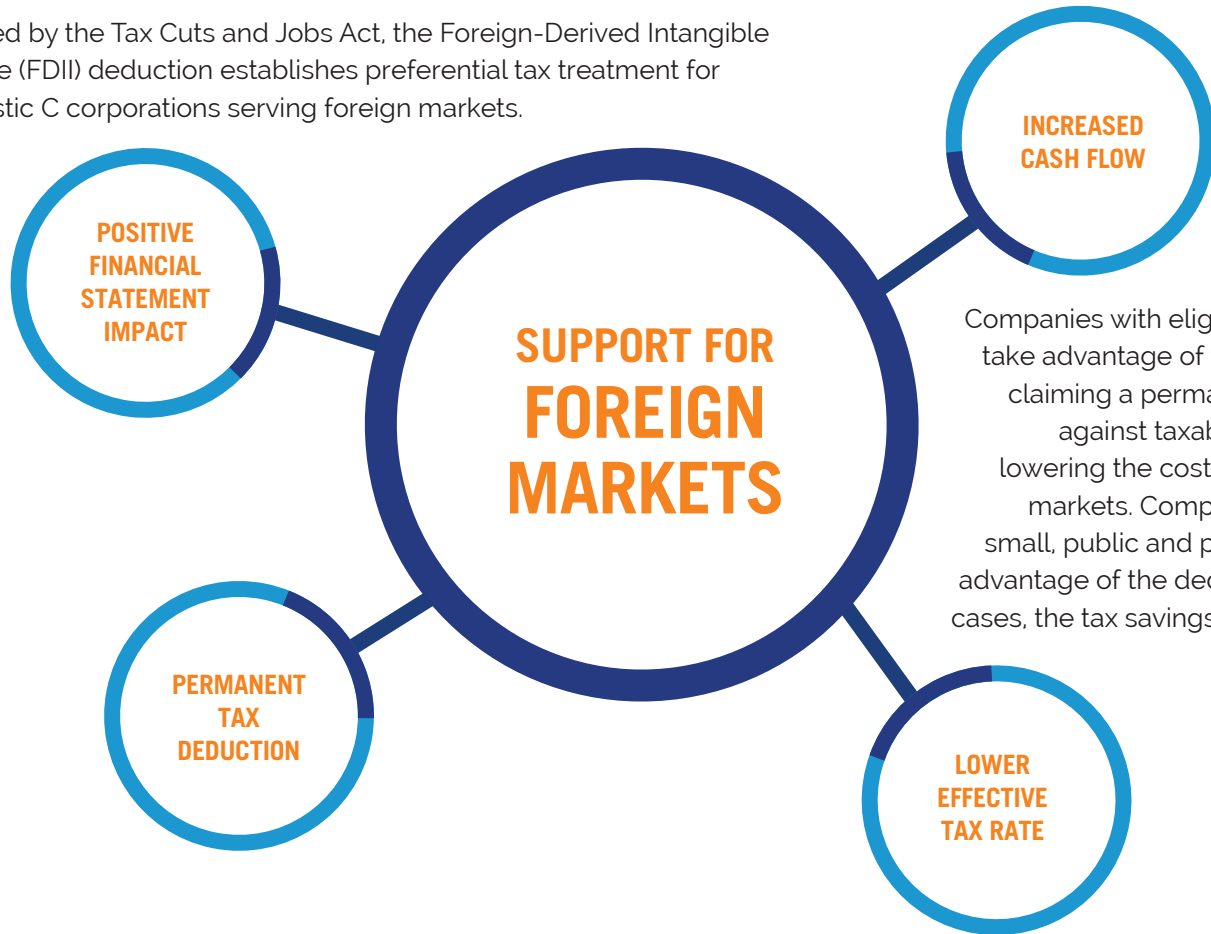 ed by the Tax Cuts and Jobs Act, the Foreign-Derived Intangible
e (FDII) deduction establishes preferential tax treatment for
stic C corporations serving foreign markets.
INCREASED
CASH FLOW
POSITIVE
FINANCIAL
STATEMENT
IMPACT
SUPPORT FOR
FOREIGN
MARKETS
Companies with elig
take advantage of
claiming a perma
against taxab
lowering the cost
markets. Comp
small, public and p
advantage of the dec
cases, the tax savings
PERMANENT
TAX
DEDUCTION
LOWER
EFFECTIVE
TAX RATE